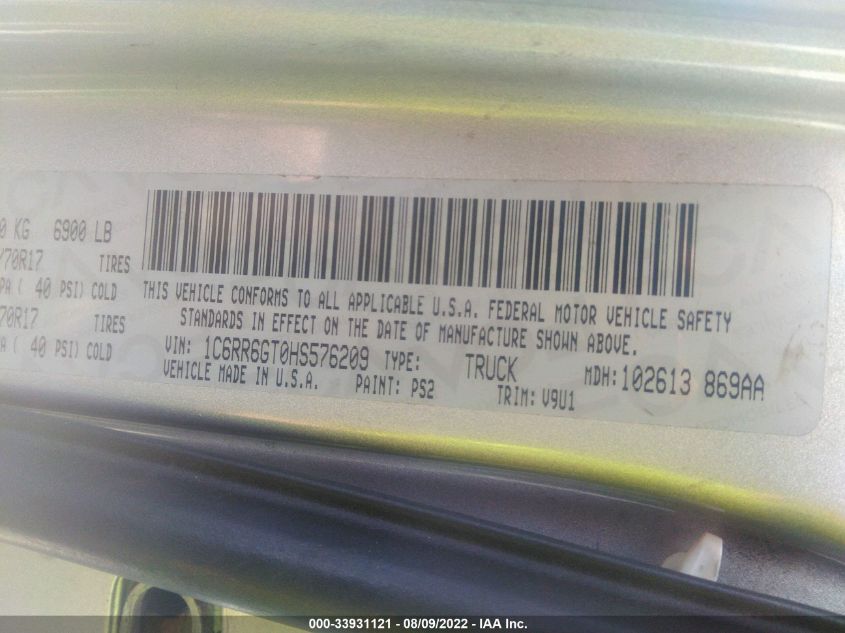 0 KG 6900 LB
/70R17 TIRES
PA ( 40 PSI) COLD
70R17 TIRES
A ( 40 PSI) COLD
THIS VEHICLE CONFORMS TO ALL APPLICABLE U.S.A. FEDERAL MOTOR VEHICLE SAFETY
STANDARDS IN EFFECT ON THE DATE OF MANUFACTURE SHOWN ABOVE.
VIN: 1C6RR6GT0HS576209 TYPE: TRUCK MDH:102613 869AA
VEHICLE MADE IN U.S.A. PAINT: PS2 TRIM: V9U1
000-33931121 - 08/09/2022 - IAA Inc.